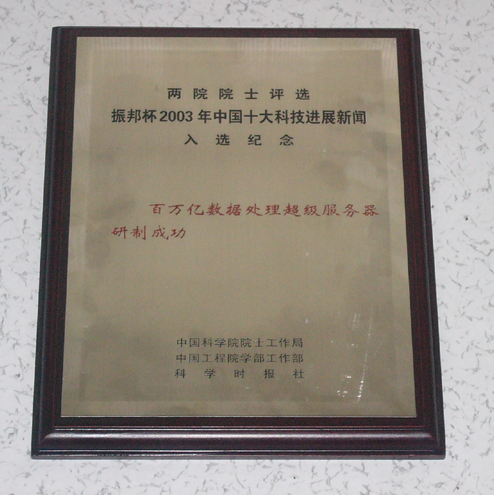 两院院士评选
振邦杯2003年中国十大科技进展新闻
入选纪念
百万亿数据处理超级服务器
研制成功
中国科学院院士工作局
中国工程院学部工作部
科学时报社